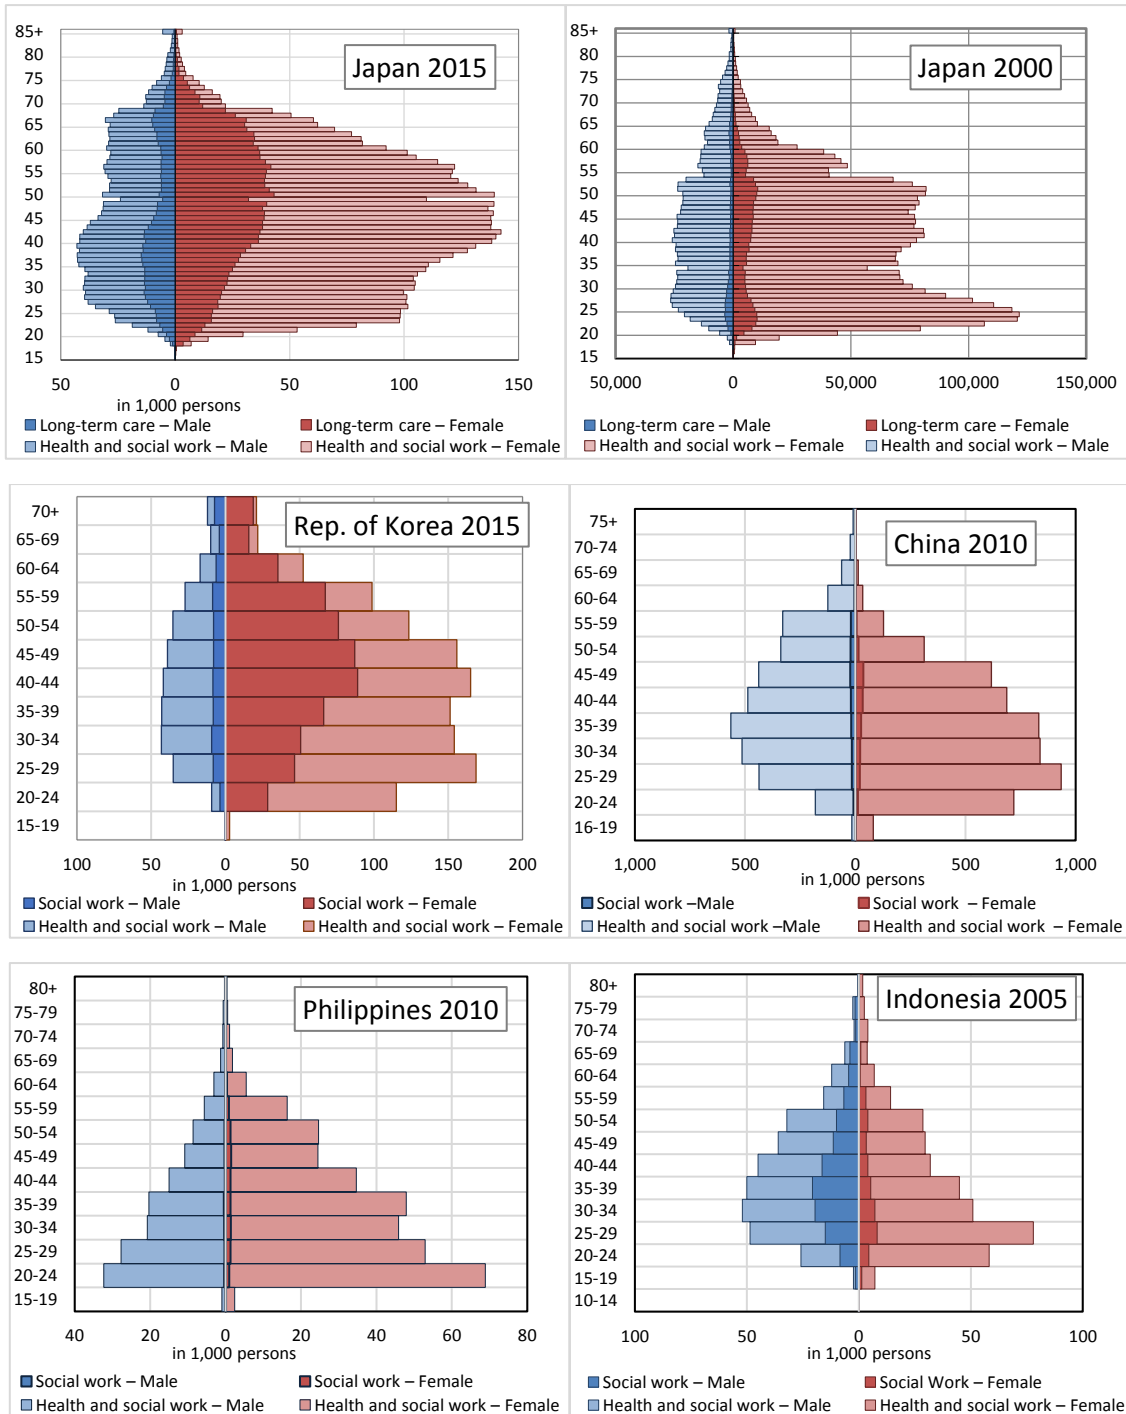 Japan 2015
85+
80
75
70
65
60
55
50
45
40
35
30
25
20
15
50 0 50 100 150
in 1,000 persons
Long-term care – Male Long-term care – Female
Health and social work – Male Health and social work – Female
Japan 2000
85+
80
75
70
65
60
55
50
45
40
35
30
25
20
15
50,000 0 50,000 100,000 150,000
Long-term care – Male Long-term care – Female
Health and social work – Female Health and social work – Male
Rep. of Korea 2015
70+
65-69
60-64
55-59
50-54
45-49
40-44
35-39
30-34
25-29
20-24
15-19
100 50 0 50 100 150 200
in 1,000 persons
Social work – Male Social work – Female
Health and social work – Male Health and social work – Female
China 2010
75+
70-74
65-69
60-64
55-59
50-54
45-49
40-44
35-39
30-34
25-29
20-24
16-19
1,000 500 0 500 1,000
in 1,000 persons
Social work –Male Social work – Female
Health and social work –Male Health and social work – Female
Philippines 2010
80+
75-79
70-74
65-69
60-64
55-59
50-54
45-49
40-44
35-39
30-34
25-29
20-24
15-19
40 20 0 20 40 60 80
in 1,000 persons
Social work – Male Social work – Female
Health and social work – Male Health and social work – Female
Indonesia 2005
80+
75-79
70-74
65-69
60-64
55-59
50-54
45-49
40-44
35-39
30-34
25-29
20-24
15-19
10-14
100 50 0 50 100
in 1,000 persons
Social work – Male Social Work – Female
Health and social work – Male Health and social work – Female